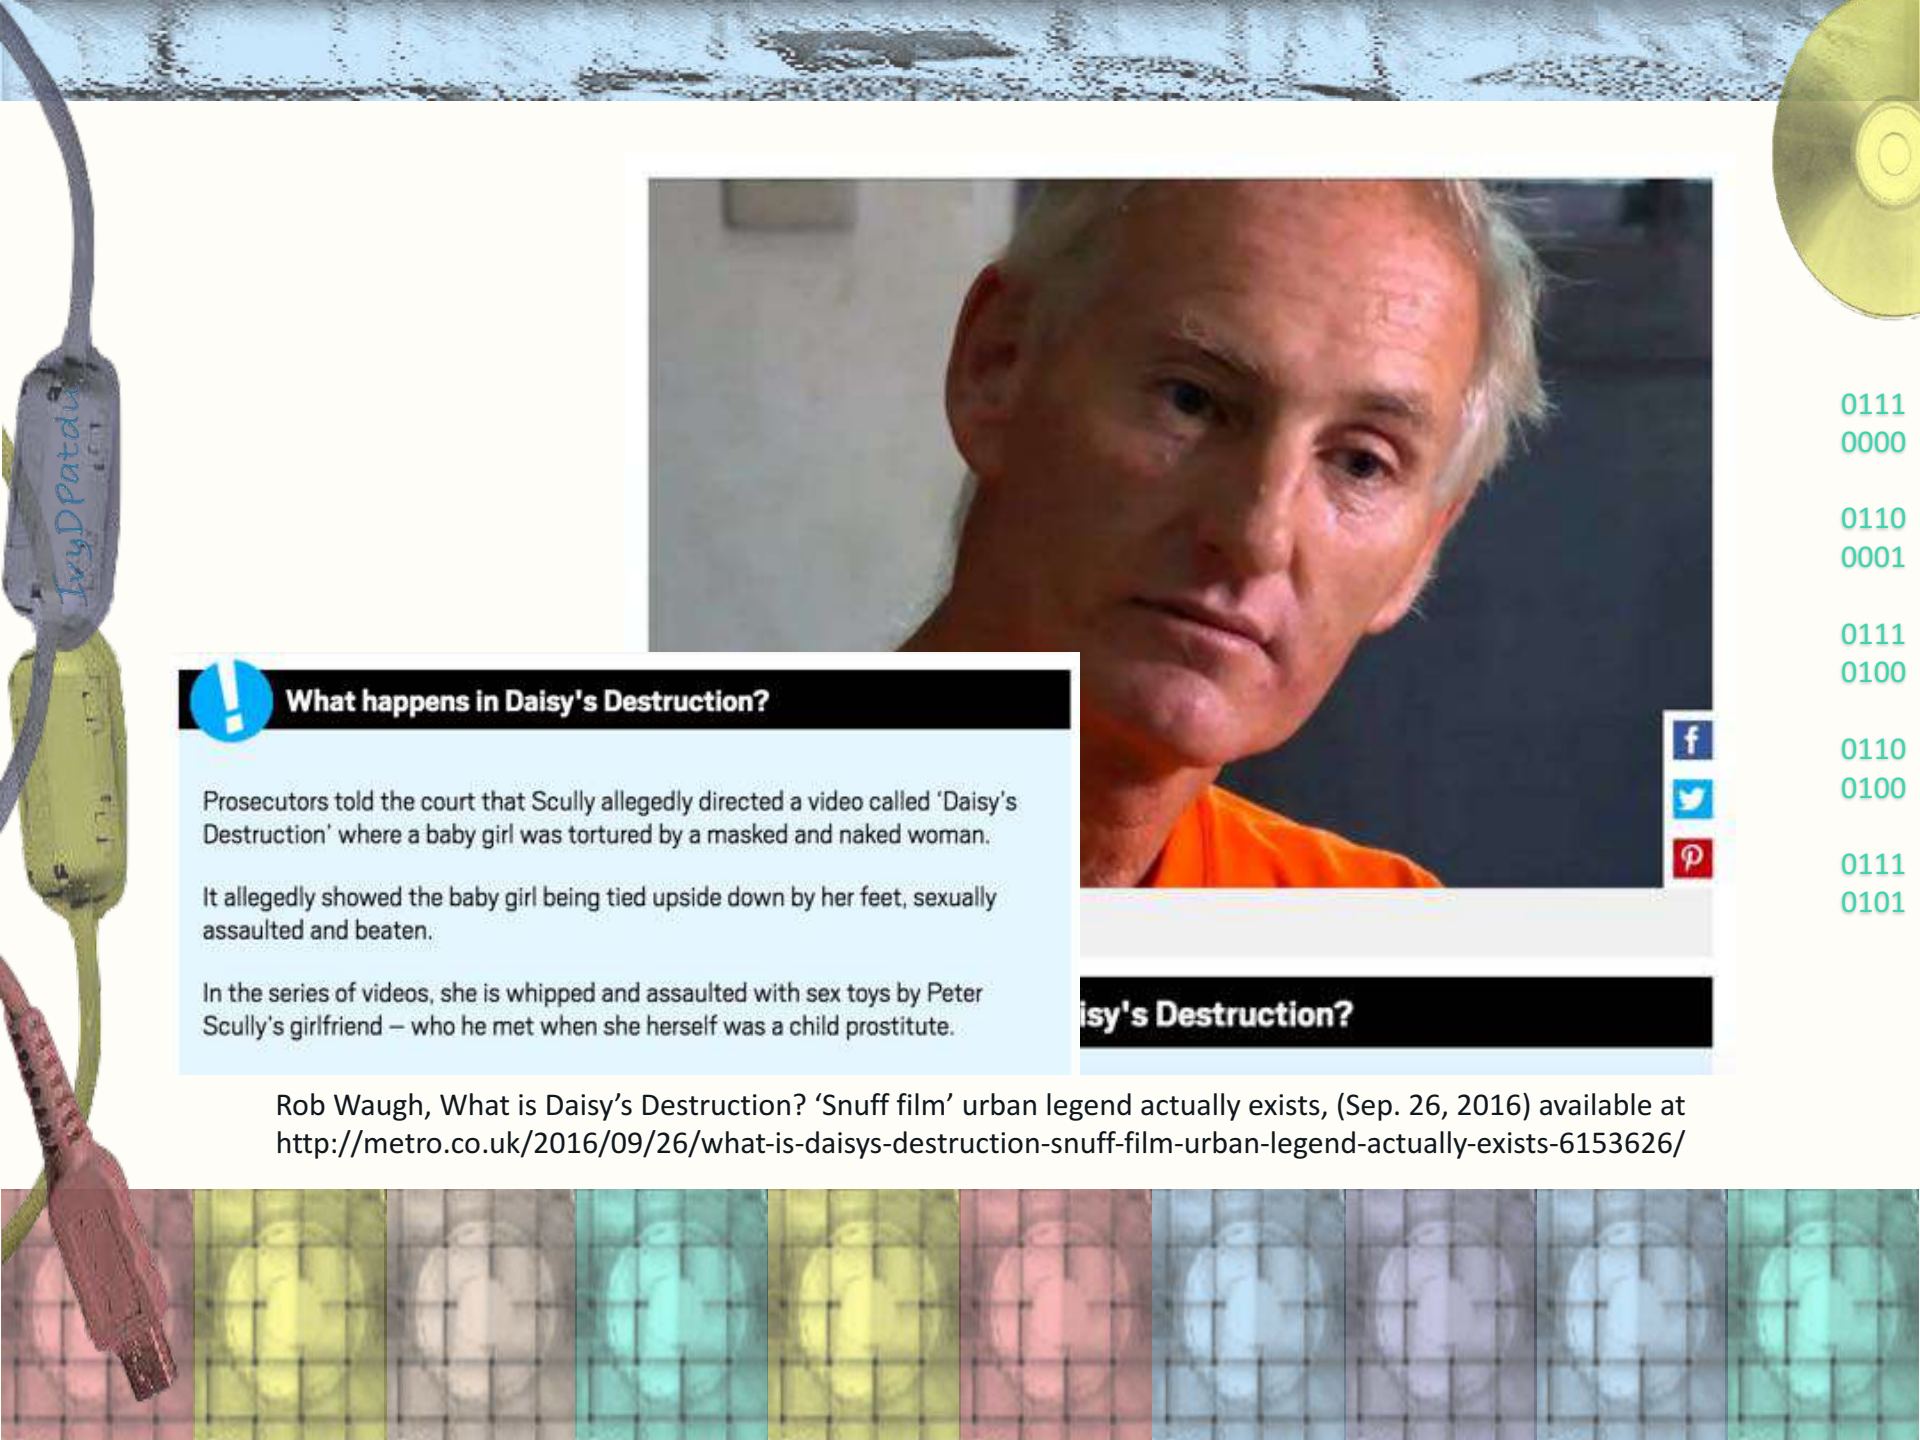 IvyDPatdu
What happens in Daisy's Destruction?
Prosecutors told the court that Scully allegedly directed a video called 'Daisy's
Destruction' where a baby girl was tortured by a masked and naked woman.
It allegedly showed the baby girl being tied upside down by her feet, sexually
assaulted and beaten.
In the series of videos, she is whipped and assaulted with sex toys by Peter
Scully's girlfriend – who he met when she herself was a child prostitute.
isy's Destruction?
Rob Waugh, What is Daisy’s Destruction? ‘Snuff film’ urban legend actually exists, (Sep. 26, 2016) available at
http://metro.co.uk/2016/09/26/what-is-daisys-destruction-snuff-film-urban-legend-actually-exists-6153626/
0111
0000
0110
0001
0111
0100
0110
0100
0111
0101